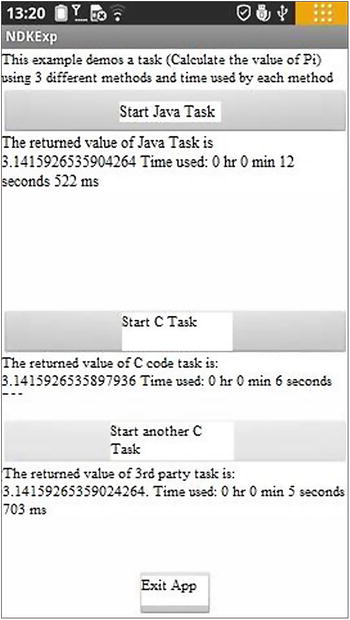 13:20
NDKExp
This example demos a task (Calculate the value of Pi)
using 3 different methods and time used by each method
Start Java Task
The returned value of Java Task is
3.1415926535904264 Time used: 0 hr 0 min 12
seconds 522 ms
Start C Task
The returned value of C code task is:
3.1415926535897936 Time used: 0 hr 0 min 6 seconds
Start another C
Task
The returned value of 3rd party task is:
3.14159265359024264. Time used: 0 hr 0 min 5 seconds
703 ms
Exit App